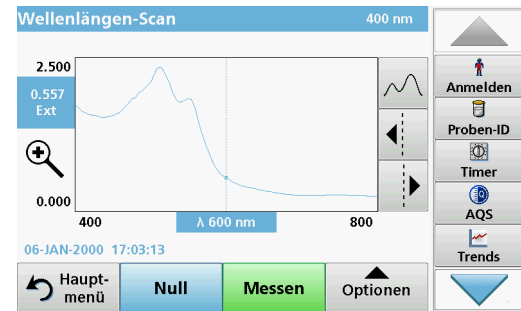 Wellenlängen-Scan 400 nm
2.500
0.557
Ext
0.000
400 λ 600 nm 800
06-JAN-2000 17:03:13
Haupt-
menü
Null
Messen
Optionen
Anmelden
Proben-ID
Timer
AQS
Trends